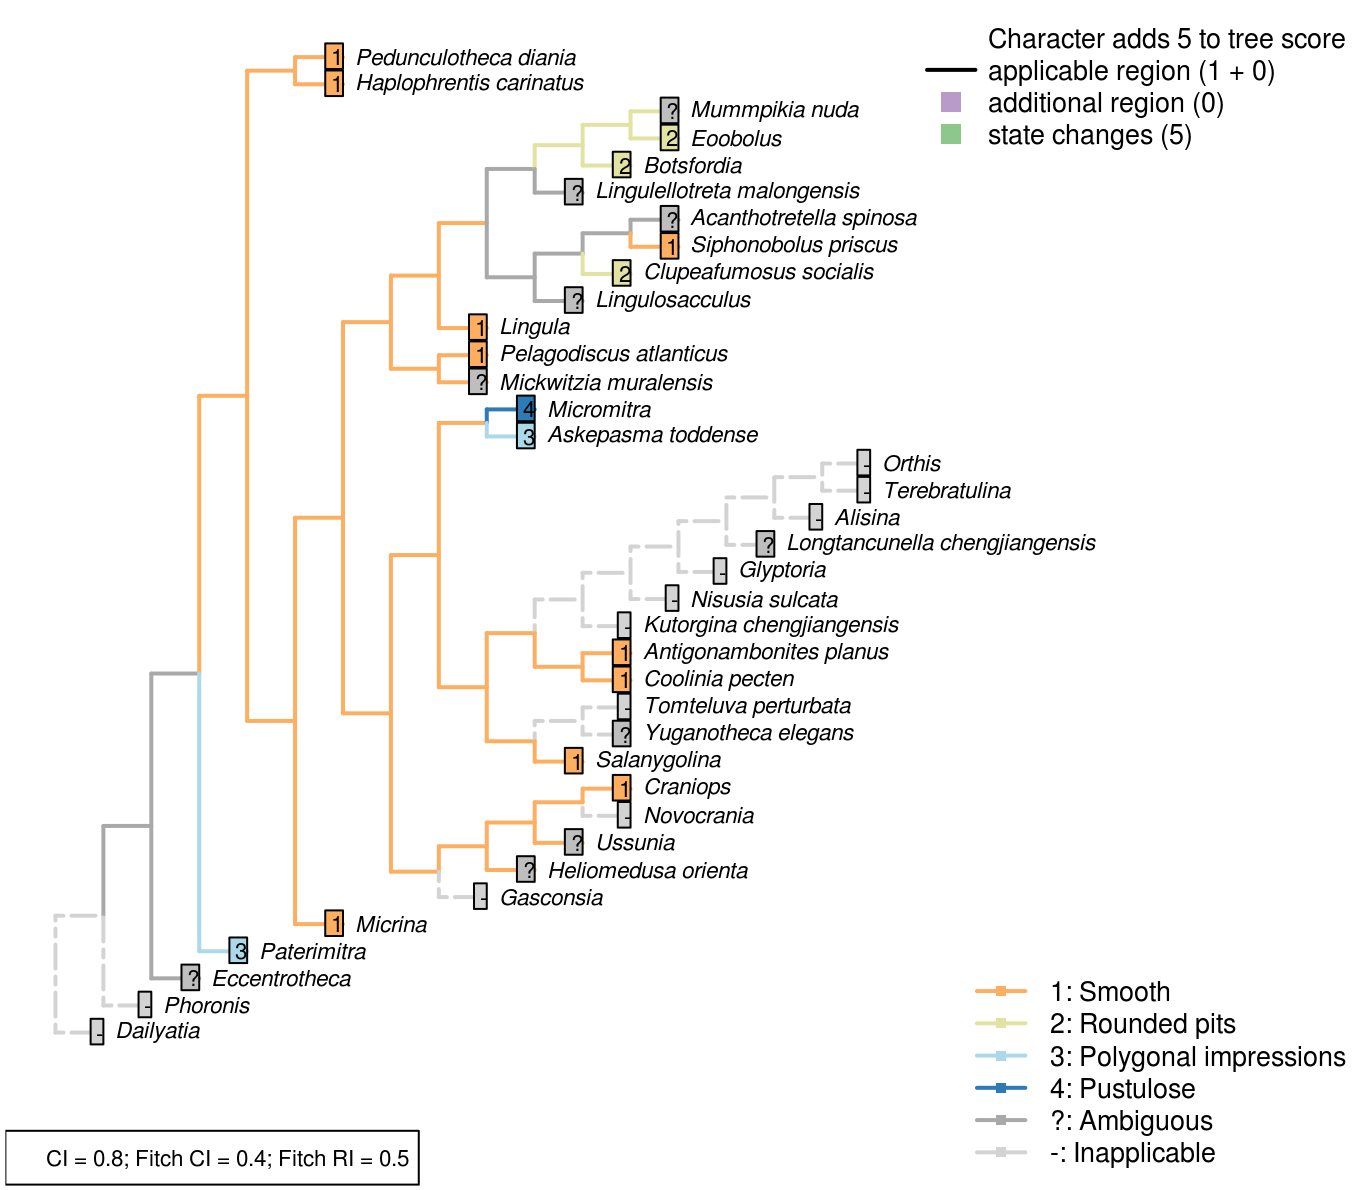 Character adds 5 to tree score
applicable region (1 + 0)
additional region (0)
state changes (5)
1 Pedunculotheca diania
1 Haplophrentis carinatus
? Mummpikia nuda
2 Eoobolus
2 Botsfordia
? Lingulellotreta malongensis
? Acanthotretella spinosa
1 Siphonobolus priscus
2 Clupeafumosus socialis
? Lingulosacculus
1 Lingula
1 Pelagodiscus atlanticus
? Mickwitzia muralensis
4 Micromitra
3 Askepasma toddense
- Orthis
- Terebratulina
- Alisina
? Longtancunella chengjiangensis
- Glyptoria
- Nisusia sulcata
- Kutorgina chengjiangensis
1 Antigonambonites planus
1 Coolinia pecten
- Tomteluva perturbata
? Yuganotheca elegans
1 Salanygolina
1 Craniops
- Novocrania
? Ussunia
? Heliomedusa orienta
- Gasconsia
1 Micrina
3 Paterimitra
? Eccentrotheca
- Phoronis
- Dailyatia
1: Smooth
2: Rounded pits
3: Polygonal impressions
4: Pustulose
?: Ambiguous
-: Inapplicable
CI = 0.8; Fitch CI = 0.4; Fitch RI = 0.5